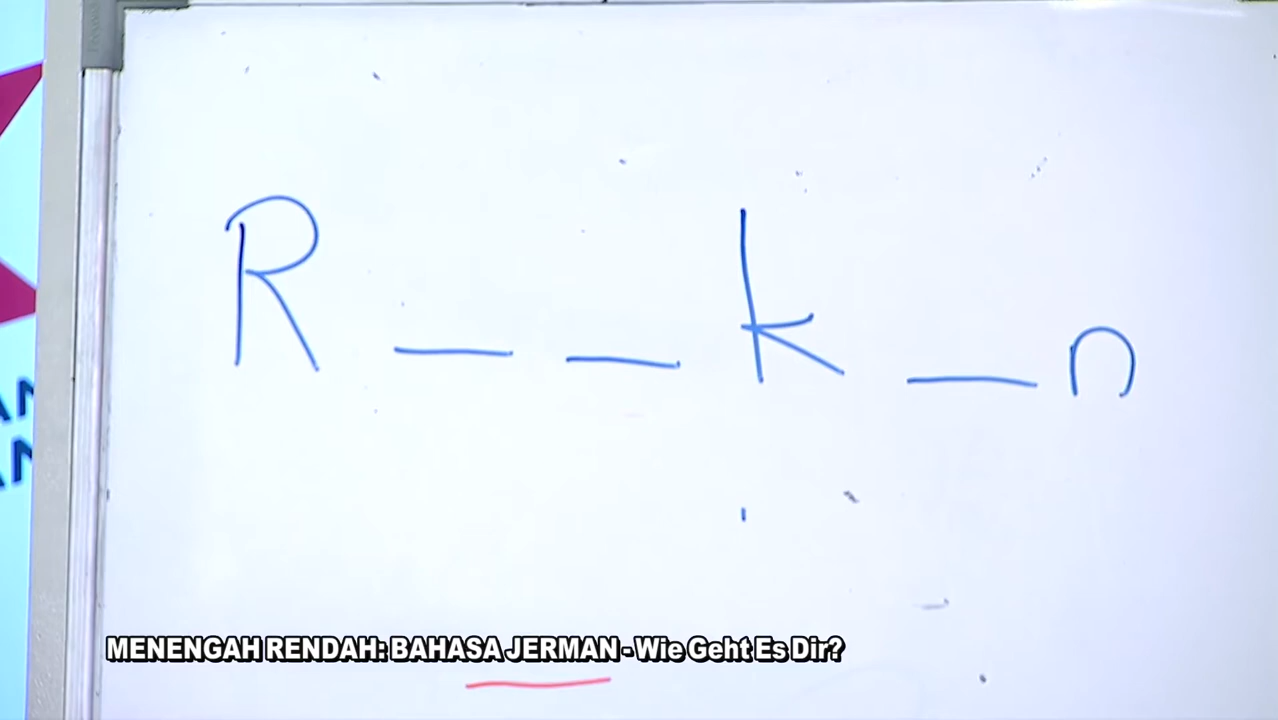 R _ _ k _ n
MENENGAH RENDAH: BAHASA JERMAN - Wie Geht Es Dir?